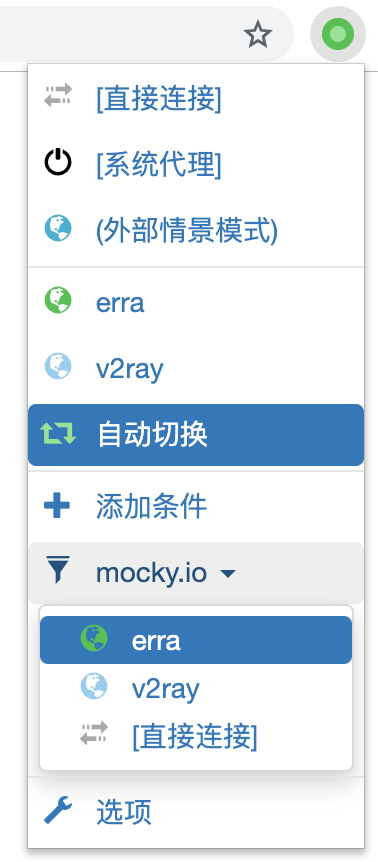 [直接连接]
[系统代理]
(外部情景模式)
erra
v2ray
自动切换
添加条件
mocky.io
erra
v2ray
[直接连接]
选项